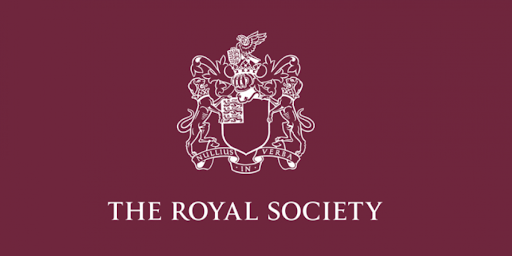 NULLIUS IN VERBA
THE ROYAL SOCIETY